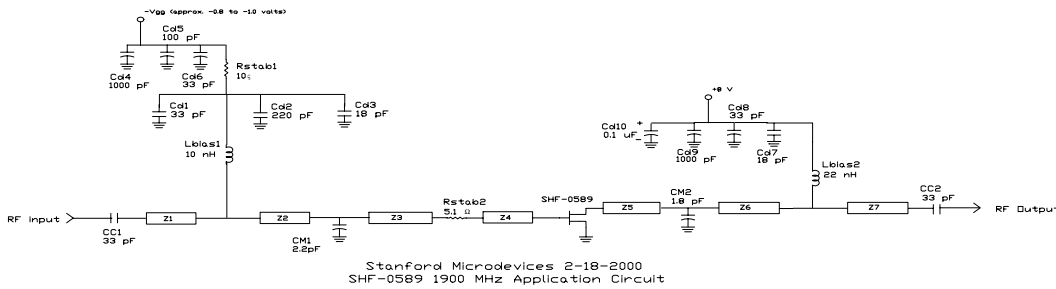 -Vgg (approx. -0.8 to -1.0 volts)
Cd5
100 pF
Cd4
1000 pF
Cd6
33 pF
Rstab1
Cd1
33 pF
Cd2
220 pF
Cd3
18 pF
Lbias1
10 nH
RF Input
CC1
33 pF
Z1
Z2
CM1
2.2pF
Z3
Rstab2
5.1 Ω
Z4
SHF-0589
Z5
CM2
1.8 pF
Z6
+8 V
Cd8
33 pF
Cd10
0.1 uF
+
-
Cd9
1000 pF
Cd7
18 pF
Lbias2
22 nH
Z7
CC2
33 pF
RF Output
Stanford Microdevices 2-18-2000
SHF-0589 1900 MHz Application Circuit